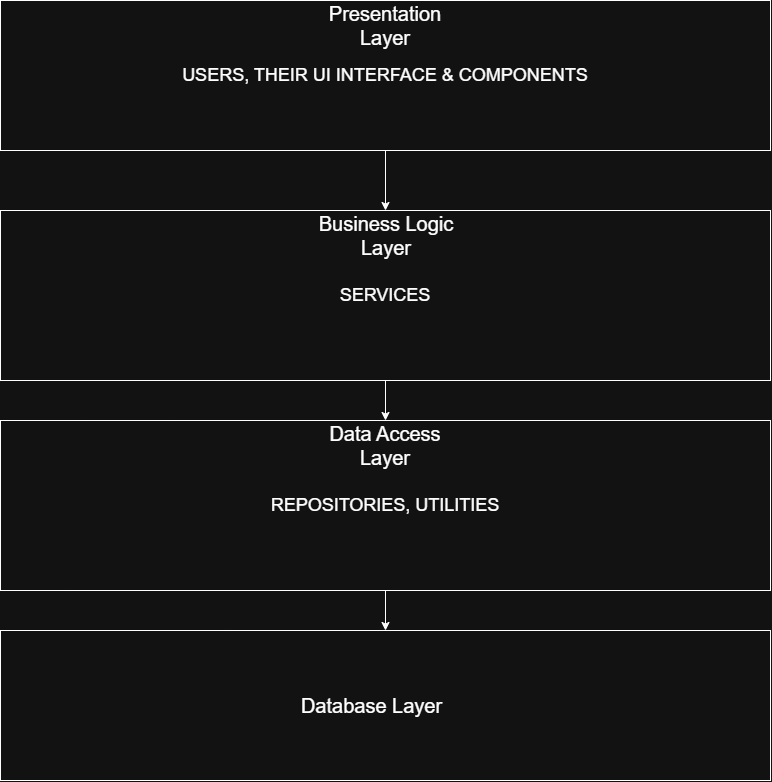 Presentation
Layer
USERS, THEIR UI INTERFACE & COMPONENTS
Business Logic
Layer
SERVICES
Data Access
Layer
REPOSITORIES, UTILITIES
Database Layer